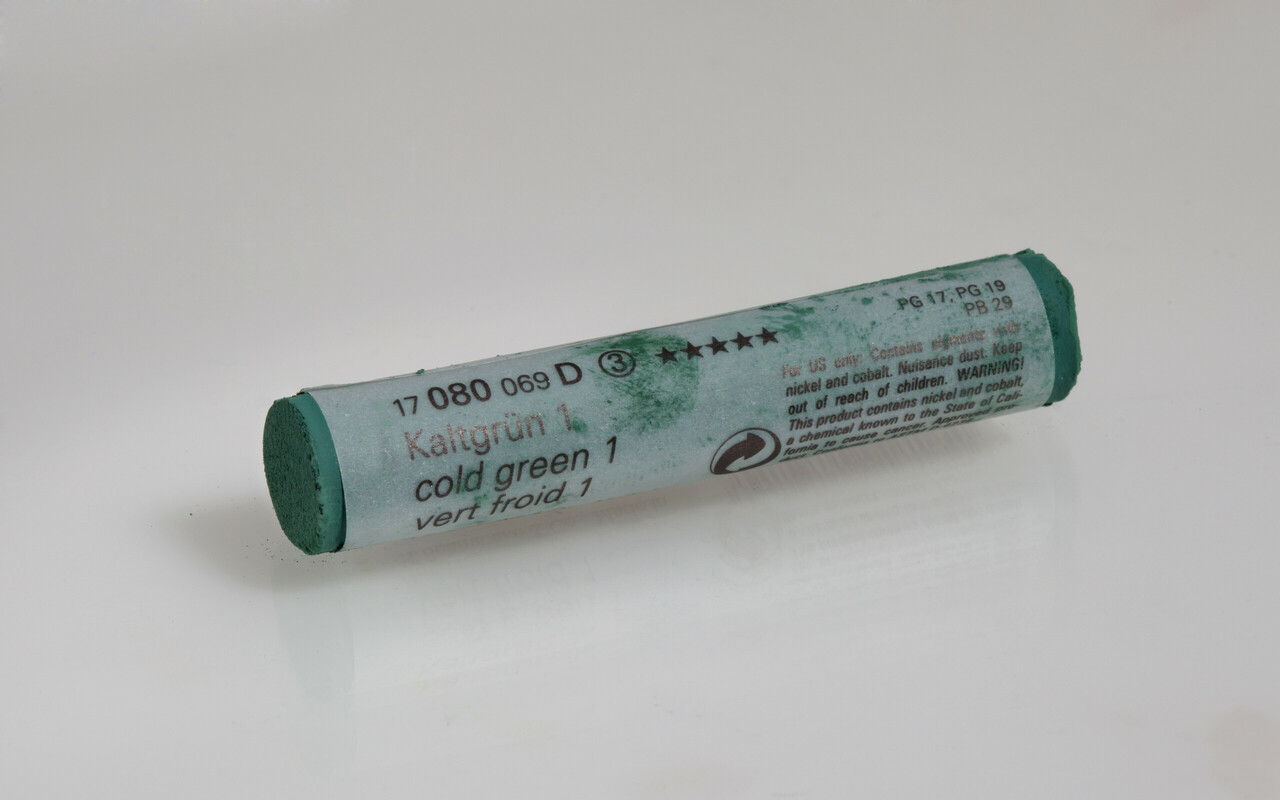 17 080 069 D ③ ★★★★★
Kaltgrün 1
cold green 1
vert froid 1
PG 17, PG 19
PB 29
For US only: Contains
nickel and cobalt. Nuisance dust. Keep
out of reach of children. WARNING!
This product contains nickel and cobalt,
a chemical known to the State of Cali-
fornia to cause cancer. Approved pro-